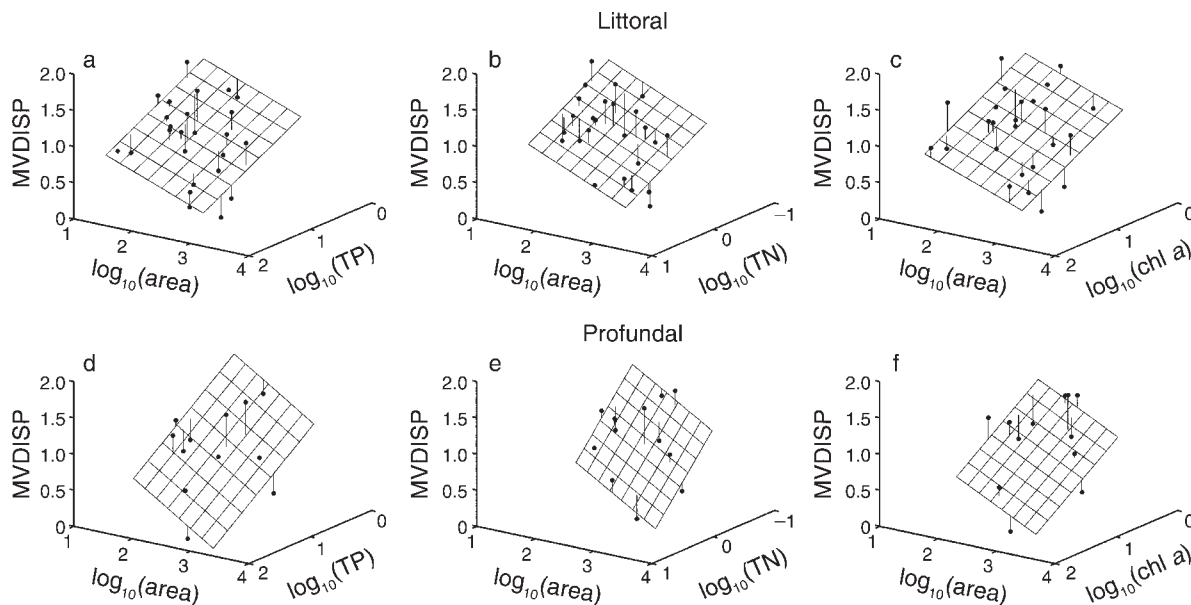 Littoral
a
MVDISP
2.0
1.5
1.0
0.5
0
1
2
3
4
log10(area)
2
1
0
log10(TP)
b
MVDISP
2.0
1.5
1.0
0.5
0
1
2
3
4
log10(area)
1
0
−1
log10(TN)
c
MVDISP
2.0
1.5
1.0
0.5
0
1
2
3
4
log10(area)
2
1
0
log10(chl a)
Profundal
d
MVDISP
2.0
1.5
1.0
0.5
0
1
2
3
4
log10(area)
2
1
0
log10(TP)
e
MVDISP
2.0
1.5
1.0
0.5
0
1
2
3
4
log10(area)
1
0
−1
log10(TN)
f
MVDISP
2.0
1.5
1.0
0.5
0
1
2
3
4
log10(area)
2
1
0
log10(chl a)